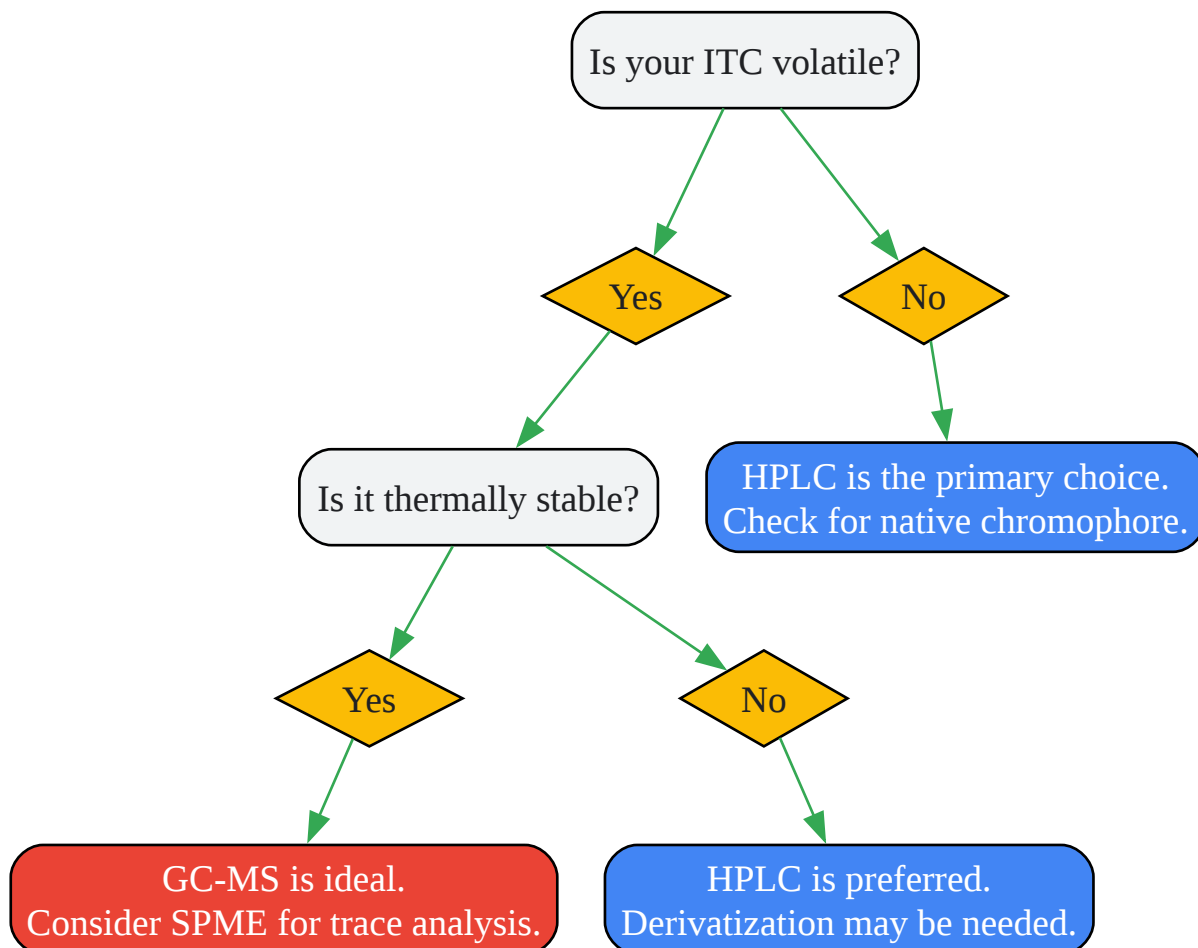 Is your ITC volatile?
Yes
No
Is it thermally stable?
HPLC is the primary choice.
Check for native chromophore.
Yes
No
GC-MS is ideal.
Consider SPME for trace analysis.
HPLC is preferred.
Derivatization may be needed.